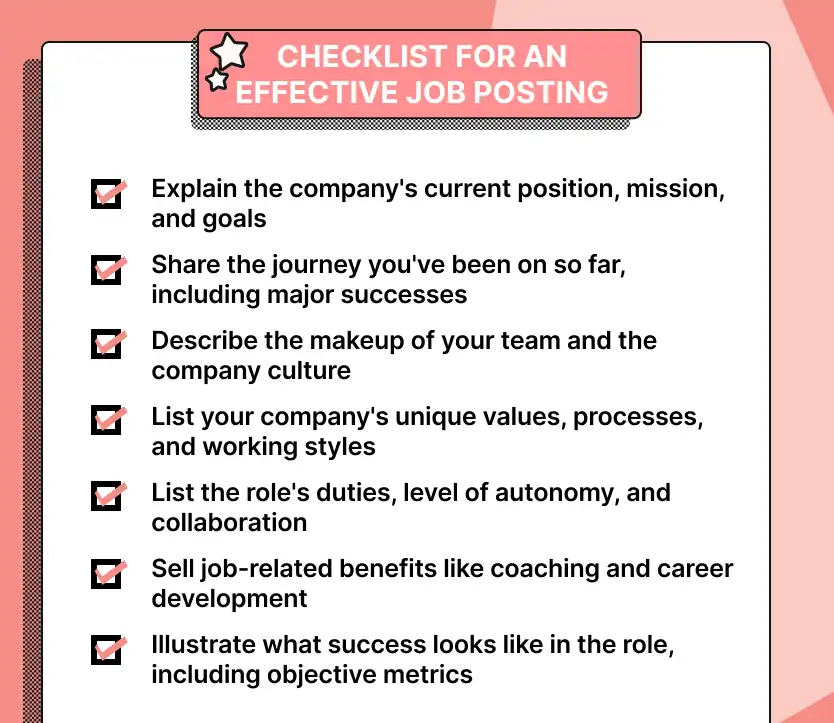 CHECKLIST FOR AN
EFFECTIVE JOB POSTING
Explain the company's current position, mission,
and goals
Share the journey you've been on so far,
including major successes
Describe the makeup of your team and the
company culture
List your company's unique values, processes,
and working styles
List the role's duties, level of autonomy, and
collaboration
Sell job-related benefits like coaching and career
development
Illustrate what success looks like in the role,
including objective metrics